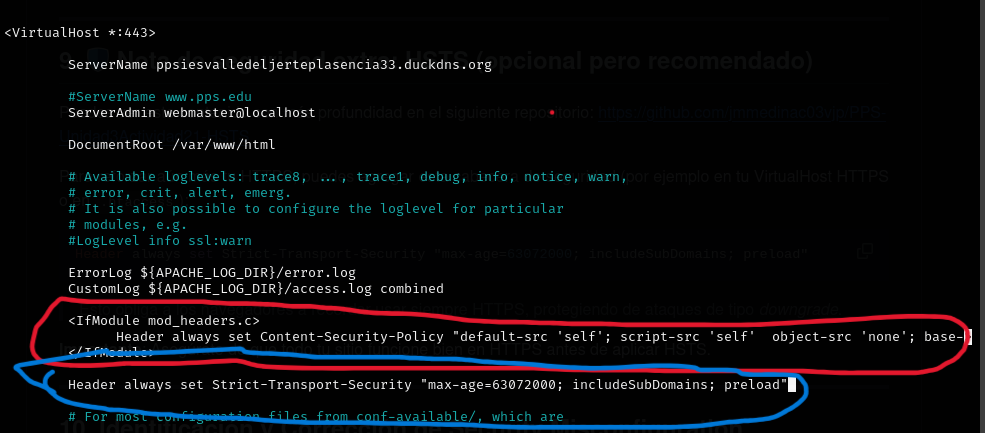 <VirtualHost *:443>
ServerName ppsiesvalledeljerteplasencia33.duckdns.org
#ServerName www.pps.edu
ServerAdmin webmaster@localhost
DocumentRoot /var/www/html
# Available loglevels: trace8, ..., trace1, debug, info, notice, warn,
# error, crit, alert, emerg.
# It is also possible to configure the loglevel for particular
# modules, e.g.
#LogLevel info ssl:warn
ErrorLog ${APACHE_LOG_DIR}/error.log
CustomLog ${APACHE_LOG_DIR}/access.log combined
<IfModule mod_headers.c>
Header always set Content-Security-Policy "default-src 'self'; script-src 'self' object-src 'none'; base-
</IfModule>
Header always set Strict-Transport-Security "max-age=63072000; includeSubDomains; preload"
# For most configuration files from conf-available/, which are